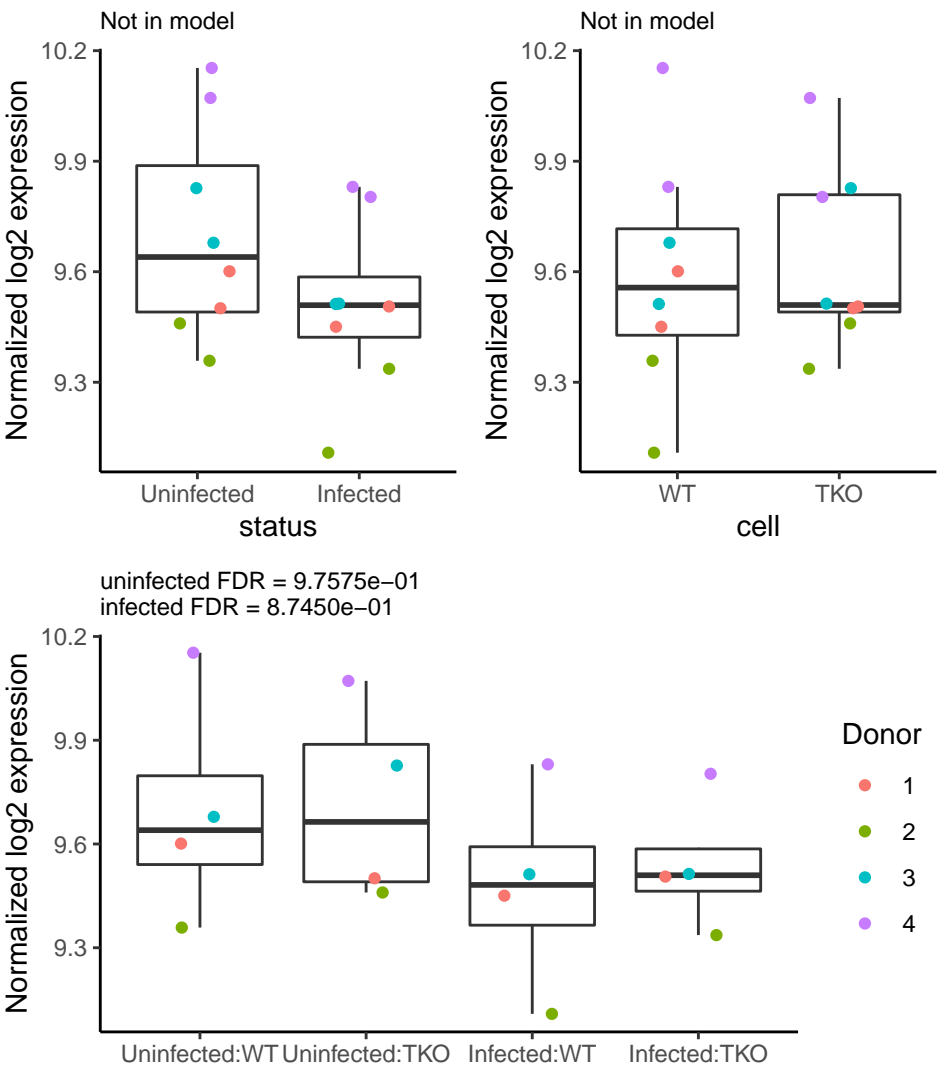 Not in model
Normalized log2 expression
10.2
9.9
9.6
9.3
Uninfected
Infected
status
Not in model
Normalized log2 expression
10.2
9.9
9.6
9.3
WT
TKO
cell
uninfected FDR = 9.7575e−01
infected FDR = 8.7450e−01
Normalized log2 expression
10.2
9.9
9.6
9.3
Uninfected:WT
Uninfected:TKO
Infected:WT
Infected:TKO
Donor
1
2
3
4